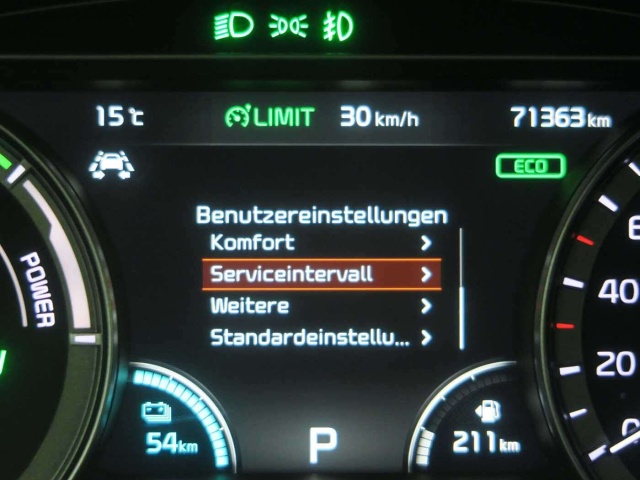 15 °C LIMIT 30 km/h 71363 km
ECO
Benutzereinstellungen
Komfort
Serviceintervall
Weitere
Standardeinstellu...
POWER
40
20
0
54 km
P
211 km